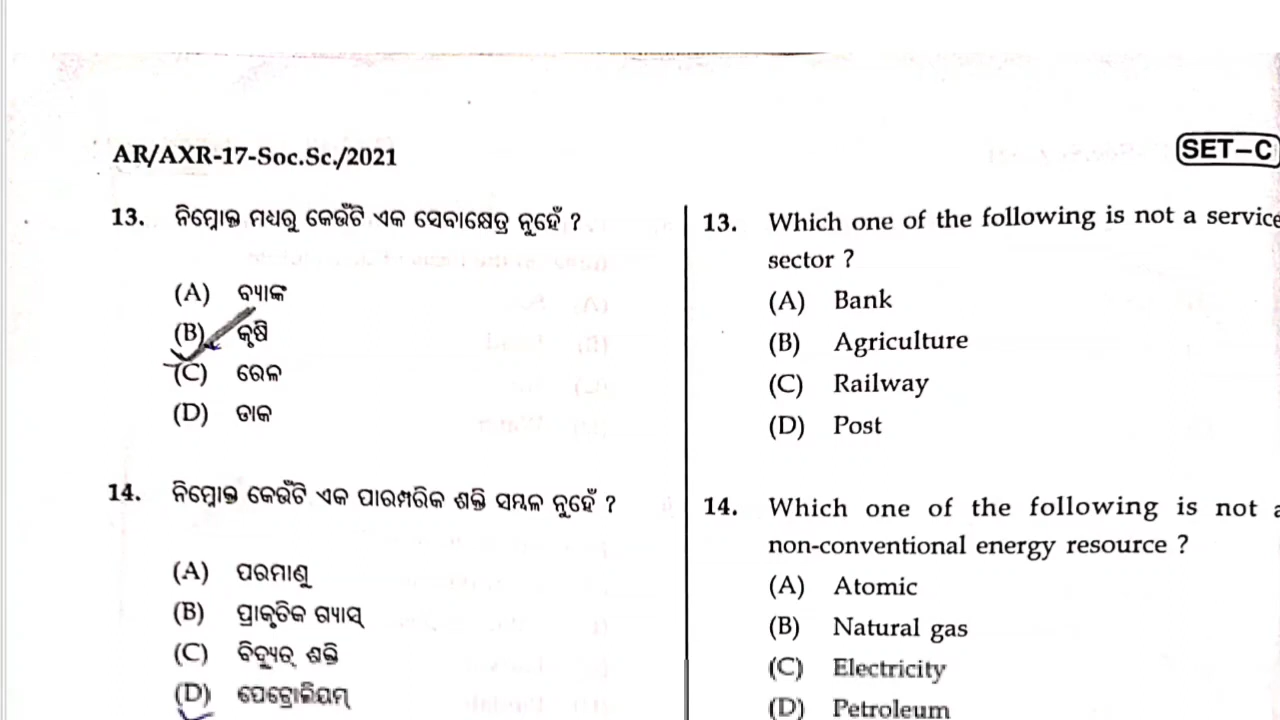 AR/AXR-17-Soc.Sc./2021
SET-C
13. ନିମ୍ନୋକ୍ତ ମଧ୍ୟରୁ କେଉଁଟି ଏକ ସେବାକ୍ଷେତ୍ର ନୁହେଁ ?
(A) ବ୍ୟାଙ୍କ
(B) କୃଷି
(C) ରେଳ
(D) ଡାକ
14. ନିମ୍ନୋକ୍ତ କେଉଁଟି ଏକ ପାରମ୍ପରିକ ଶକ୍ତି ସମ୍ବଳ ନୁହେଁ ?
(A) ପରମାଣୁ
(B) ପ୍ରାକୃତିକ ଗ୍ୟାସ୍
(C) ବିଦ୍ୟୁତ୍ ଶକ୍ତି
(D) ପେଟ୍ରୋଲିୟମ୍
13. Which one of the following is not a service
sector ?
(A) Bank
(B) Agriculture
(C) Railway
(D) Post
14. Which one of the following is not a
non-conventional energy resource ?
(A) Atomic
(B) Natural gas
(C) Electricity
(D) Petroleum